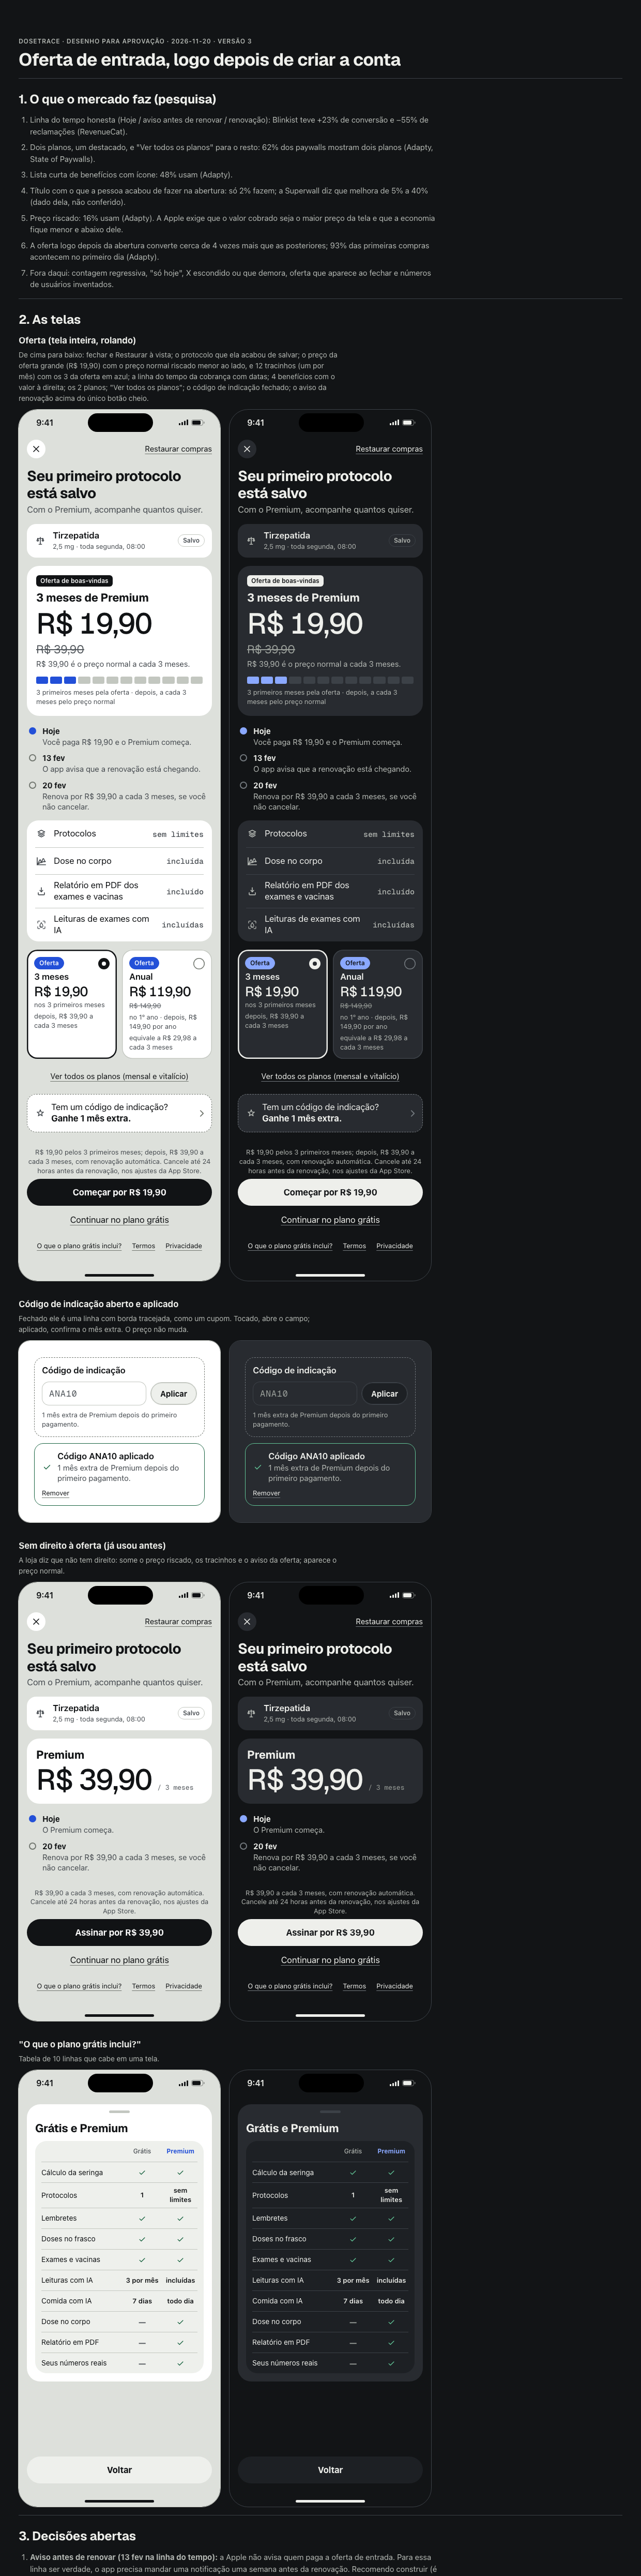 DOSETRACE · DESENHO PARA APROVAÇÃO · 2026-11-20 · VERSÃO 3
Oferta de entrada, logo depois de criar a conta
1. O que o mercado faz (pesquisa)
1. Linha do tempo honesta (Hoje / aviso antes de renovar / renovação): Blinkist teve +23% de conversão e −55% de
reclamações (RevenueCat).
2. Dois planos, um destacado, e "Ver todos os planos" para o resto: 62% dos paywalls mostram dois planos (Adapty,
State of Paywalls).
3. Lista curta de benefícios com ícone: 48% usam (Adapty).
4. Título com o que a pessoa acabou de fazer na abertura: só 2% fazem; a Superwall diz que melhora de 5% a 40%
(dado dela, não conferido).
5. Preço riscado: 16% usam (Adapty). A Apple exige que o valor cobrado seja o maior preço da tela e que a economia
fique menor e abaixo dele.
6. A oferta logo depois da abertura converte cerca de 4 vezes mais que as posteriores; 93% das primeiras compras
acontecem no primeiro dia (Adapty).
7. Fora daqui: contagem regressiva, "só hoje", X escondido ou que demora, oferta que aparece ao fechar e números
de usuários inventados.
2. As telas
Oferta (tela inteira, rolando)
De cima para baixo: fechar e Restaurar à vista; o protocolo que ela acabou de salvar; o preço da
oferta grande (R$ 19,90) com o preço normal riscado menor ao lado, e 12 tracinhos (um por
mês) com os 3 da oferta em azul; a linha do tempo da cobrança com datas; 4 benefícios com o
valor à direita; os 2 planos; "Ver todos os planos"; o código de indicação fechado; o aviso da
renovação acima do único botão cheio.
9:41
Restaurar compras
Seu primeiro protocolo
está salvo
Com o Premium, acompanhe quantos quiser.
Tirzepatida
2,5 mg · toda segunda, 08:00
Salvo
Oferta de boas-vindas
3 meses de Premium
R$ 19,90
R$ 39,90
R$ 39,90 é o preço normal a cada 3 meses.
3 primeiros meses pela oferta · depois, a cada 3
meses pelo preço normal
Hoje
Você paga R$ 19,90 e o Premium começa.
13 fev
O app avisa que a renovação está chegando.
20 fev
Renova por R$ 39,90 a cada 3 meses, se você
não cancelar.
Protocolos sem limites
Dose no corpo incluída
Relatório em PDF dos
exames e vacinas
incluído
Leituras de exames com
IA
incluídas
Oferta
3 meses
R$ 19,90
nos 3 primeiros meses
depois, R$ 39,90 a
cada 3 meses
Oferta
Anual
R$ 119,90
R$ 149,90
no 1º ano · depois, R$
149,90 por ano
equivale a R$ 29,98 a
cada 3 meses
Ver todos os planos (mensal e vitalício)
Tem um código de indicação?
Ganhe 1 mês extra.
R$ 19,90 pelos 3 primeiros meses; depois, R$ 39,90 a
cada 3 meses, com renovação automática. Cancele até 24
horas antes da renovação, nos ajustes da App Store.
Começar por R$ 19,90
Continuar no plano grátis
O que o plano grátis inclui? Termos Privacidade
9:41
Restaurar compras
Seu primeiro protocolo
está salvo
Com o Premium, acompanhe quantos quiser.
Tirzepatida
2,5 mg · toda segunda, 08:00
Salvo
Oferta de boas-vindas
3 meses de Premium
R$ 19,90
R$ 39,90
R$ 39,90 é o preço normal a cada 3 meses.
3 primeiros meses pela oferta · depois, a cada 3
meses pelo preço normal
Hoje
Você paga R$ 19,90 e o Premium começa.
13 fev
O app avisa que a renovação está chegando.
20 fev
Renova por R$ 39,90 a cada 3 meses, se você
não cancelar.
Protocolos sem limites
Dose no corpo incluída
Relatório em PDF dos
exames e vacinas
incluído
Leituras de exames com
IA
incluídas
Oferta
3 meses
R$ 19,90
nos 3 primeiros meses
depois, R$ 39,90 a
cada 3 meses
Oferta
Anual
R$ 119,90
R$ 149,90
no 1º ano · depois, R$
149,90 por ano
equivale a R$ 29,98 a
cada 3 meses
Ver todos os planos (mensal e vitalício)
Tem um código de indicação?
Ganhe 1 mês extra.
R$ 19,90 pelos 3 primeiros meses; depois, R$ 39,90 a
cada 3 meses, com renovação automática. Cancele até 24
horas antes da renovação, nos ajustes da App Store.
Começar por R$ 19,90
Continuar no plano grátis
O que o plano grátis inclui? Termos Privacidade
Código de indicação aberto e aplicado
Fechado ele é uma linha com borda tracejada, como um cupom. Tocado, abre o campo;
aplicado, confirma o mês extra. O preço não muda.
Código de indicação
ANA10 Aplicar
1 mês extra de Premium depois do primeiro
pagamento.
Código ANA10 aplicado
1 mês extra de Premium depois do
primeiro pagamento.
Remover
Código de indicação
ANA10 Aplicar
1 mês extra de Premium depois do primeiro
pagamento.
Código ANA10 aplicado
1 mês extra de Premium depois do
primeiro pagamento.
Remover
Sem direito à oferta (já usou antes)
A loja diz que não tem direito: some o preço riscado, os tracinhos e o aviso da oferta; aparece o
preço normal.
9:41
Restaurar compras
Seu primeiro protocolo
está salvo
Com o Premium, acompanhe quantos quiser.
Tirzepatida
2,5 mg · toda segunda, 08:00
Salvo
Premium
R$ 39,90 / 3 meses
Hoje
O Premium começa.
20 fev
Renova por R$ 39,90 a cada 3 meses, se você
não cancelar.
R$ 39,90 a cada 3 meses, com renovação automática.
Cancele até 24 horas antes da renovação, nos ajustes da
App Store.
Assinar por R$ 39,90
Continuar no plano grátis
O que o plano grátis inclui? Termos Privacidade
9:41
Restaurar compras
Seu primeiro protocolo
está salvo
Com o Premium, acompanhe quantos quiser.
Tirzepatida
2,5 mg · toda segunda, 08:00
Salvo
Premium
R$ 39,90 / 3 meses
Hoje
O Premium começa.
20 fev
Renova por R$ 39,90 a cada 3 meses, se você
não cancelar.
R$ 39,90 a cada 3 meses, com renovação automática.
Cancele até 24 horas antes da renovação, nos ajustes da
App Store.
Assinar por R$ 39,90
Continuar no plano grátis
O que o plano grátis inclui? Termos Privacidade
"O que o plano grátis inclui?"
Tabela de 10 linhas que cabe em uma tela.
9:41
Grátis e Premium
Grátis Premium
Cálculo da seringa ✓ ✓
Protocolos 1 sem limites
Lembretes ✓ ✓
Doses no frasco ✓ ✓
Exames e vacinas ✓ ✓
Leituras com IA 3 por mês incluídas
Comida com IA 7 dias todo dia
Dose no corpo — ✓
Relatório em PDF — ✓
Seus números reais — ✓
Voltar
9:41
Grátis e Premium
Grátis Premium
Cálculo da seringa ✓ ✓
Protocolos 1 sem limites
Lembretes ✓ ✓
Doses no frasco ✓ ✓
Exames e vacinas ✓ ✓
Leituras com IA 3 por mês incluídas
Comida com IA 7 dias todo dia
Dose no corpo — ✓
Relatório em PDF — ✓
Seus números reais — ✓
Voltar
3. Decisões abertas
1. Aviso antes de renovar (13 fev na linha do tempo): a Apple não avisa quem paga a oferta de entrada. Para essa
linha ser verdade, o app precisa mandar uma notificação uma semana antes da renovação. Recomendo construir (é